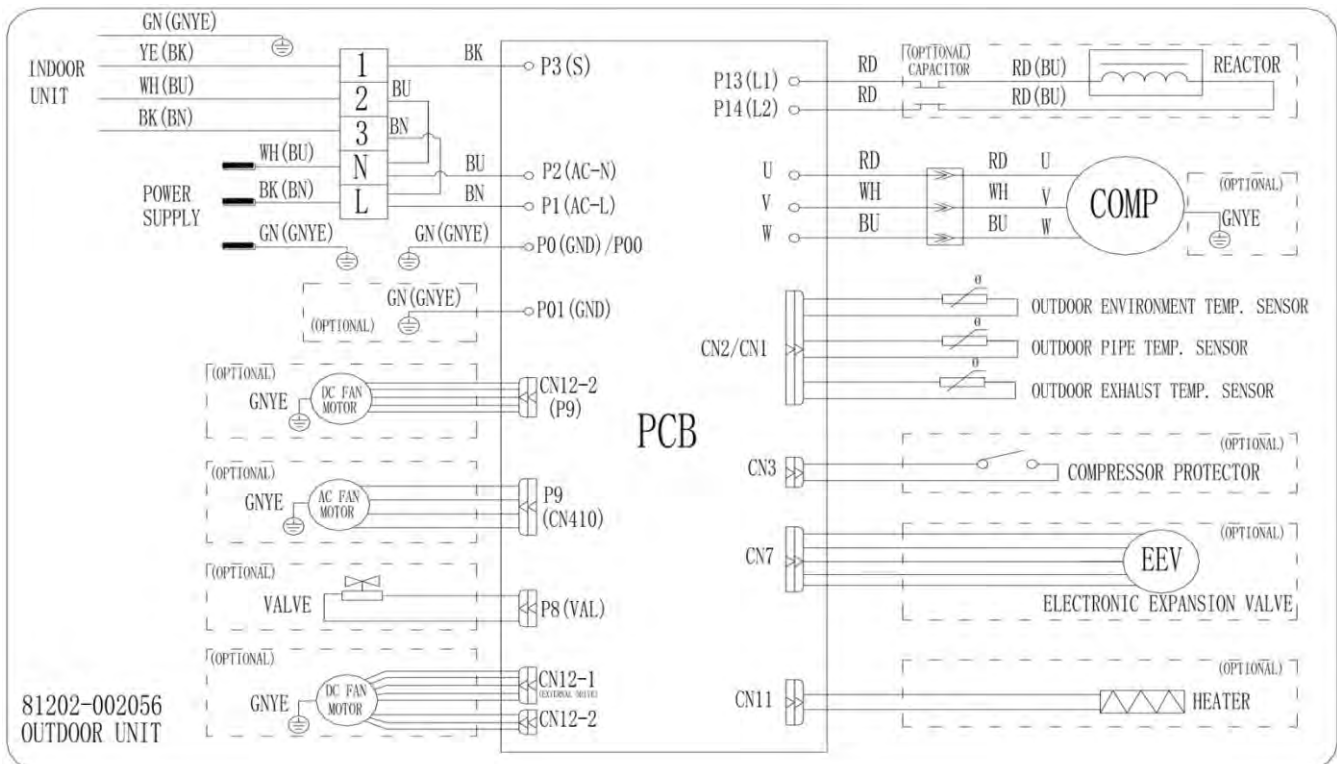 GN(GNYE)
INDOOR UNIT
YE(BK)
WH(BU)
BK(BN)
1
2
3
N
L
BK
BU
BN
BU
BN
P3(S)
P2(AC-N)
P1(AC-L)
POWER SUPPLY
WH(BU)
BK(BN)
GN(GNYE)
GN(GNYE)
P0(GND)/P00
(OPTIONAL)
GN(GNYE)
P01(GND)
(OPTIONAL)
GNYE
DC FAN MOTOR
CN12-2
(P9)
(OPTIONAL)
GNYE
AC FAN MOTOR
P9
(CN410)
(OPTIONAL)
VALVE
P8(VAL)
(OPTIONAL)
GNYE
DC FAN MOTOR
CN12-1
CN12-2
81202-002056
OUTDOOR UNIT
PCB
P13(L1)
P14(L2)
RD
RD
(OPTIONAL)
CAPACITOR
RD(BU)
RD(BU)
REACTOR
U
V
W
RD
WH
BU
RD
WH
BU
U
V
W
COMP
(OPTIONAL)
GNYE
CN2/CN1
θ
OUTDOOR ENVIRONMENT TEMP. SENSOR
θ
OUTDOOR PIPE TEMP. SENSOR
θ
OUTDOOR EXHAUST TEMP. SENSOR
CN3
(OPTIONAL)
COMPRESSOR PROTECTOR
CN7
(OPTIONAL)
EEV
ELECTRONIC EXPANSION VALVE
CN11
(OPTIONAL)
HEATER